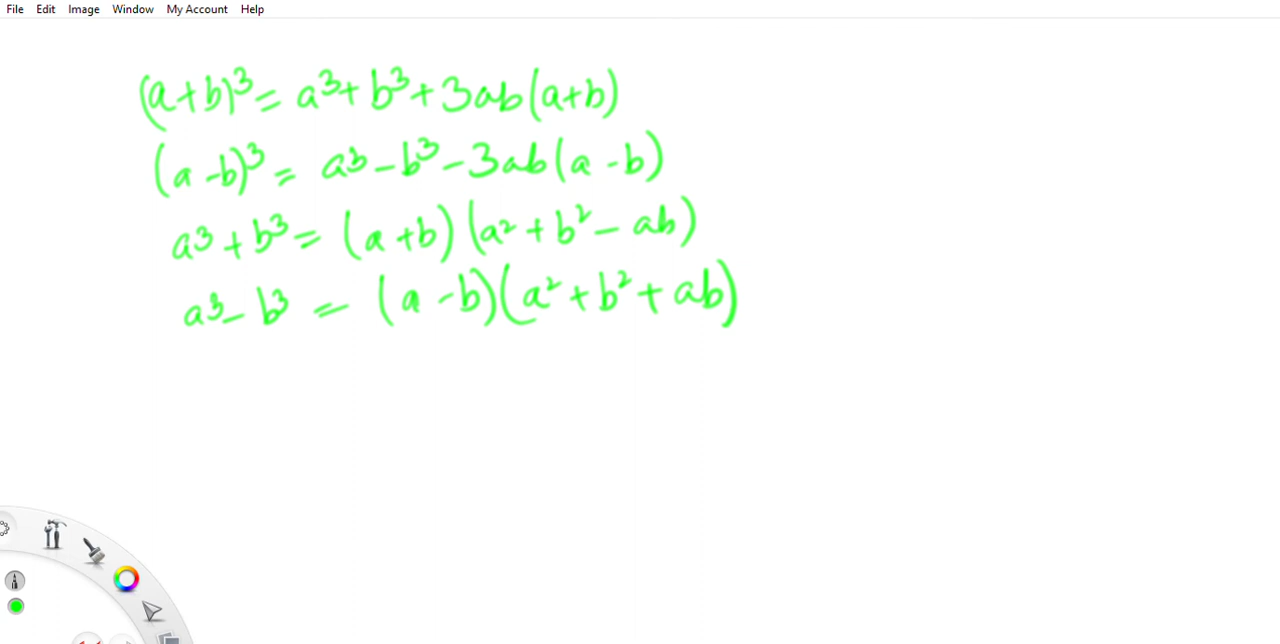 File Edit Image Window My Account Help
(a+b)³ = a³+b³+3ab(a+b)
(a-b)³ = a³-b³-3ab(a-b)
a³+b³ = (a+b)(a²+b²-ab)
a³-b³ = (a-b)(a²+b²+ab)